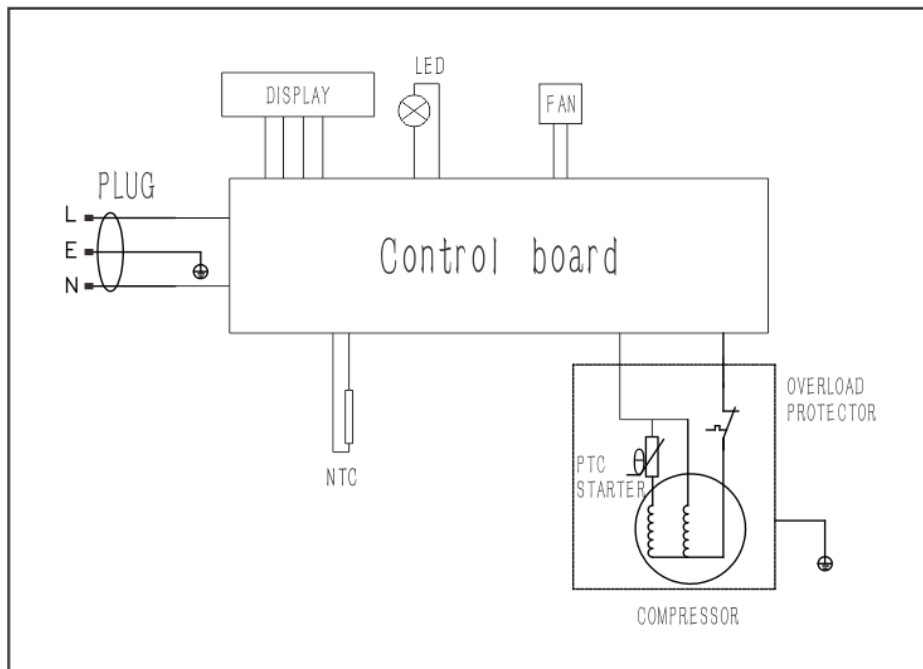 LED
DISPLAY
FAN
PLUG
L
E
N
Control board
OVERLOAD
PROTECTOR
NTC
PTC
STARTER
COMPRESSOR